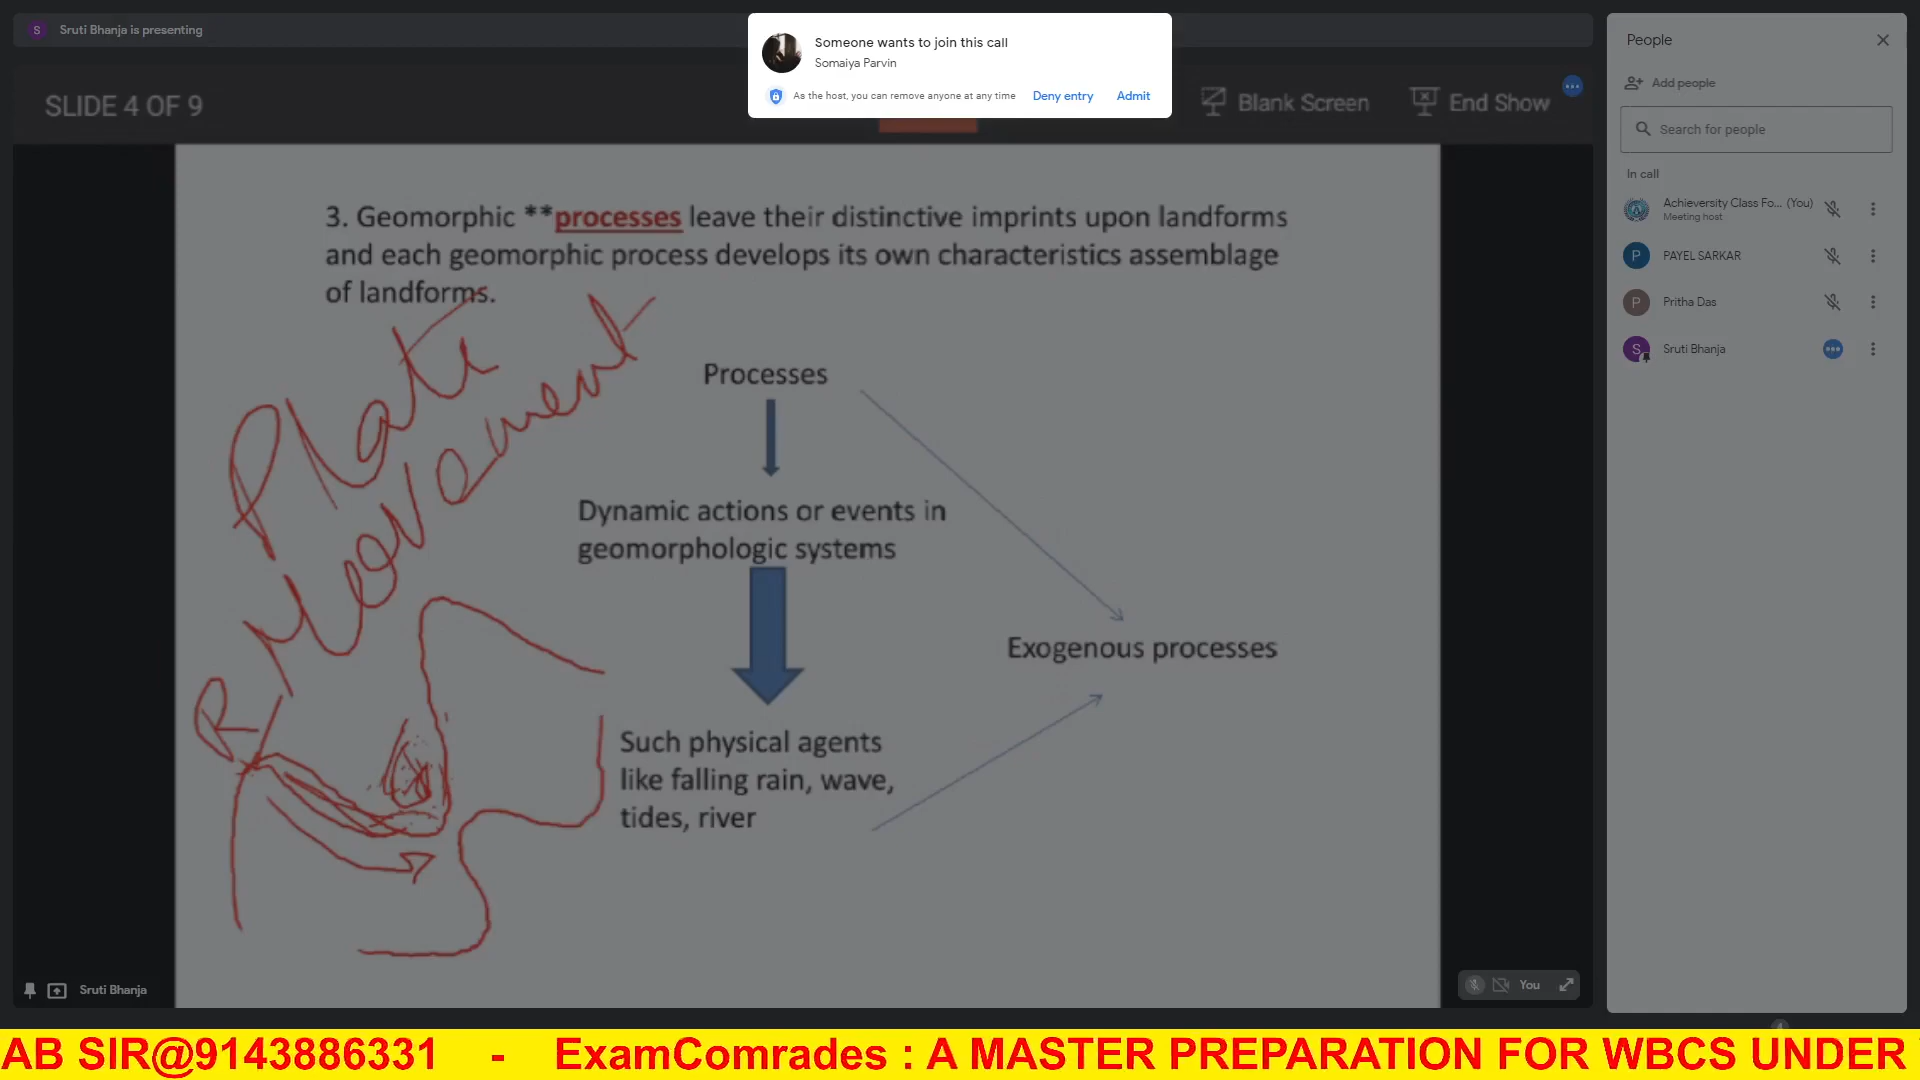 S Sruti Bhanja is presenting
Someone wants to join this call
Somaiya Parvin
As the host, you can remove anyone at any time Deny entry Admit
SLIDE 4 OF 9
Blank Screen End Show
3. Geomorphic **processes leave their distinctive imprints upon landforms
and each geomorphic process develops its own characteristics assemblage
of landforms.
Plate
Movement
R
Processes
Dynamic actions or events in
geomorphologic systems
Exogenous processes
Such physical agents
like falling rain, wave,
tides, river
Sruti Bhanja
You
People
Add people
Search for people
In call
Achieversity Class Fo... (You)
Meeting host
P PAYEL SARKAR
P Pritha Das
S Sruti Bhanja
AB SIR@9143886331 - ExamComrades : A MASTER PREPARATION FOR WBCS UNDER